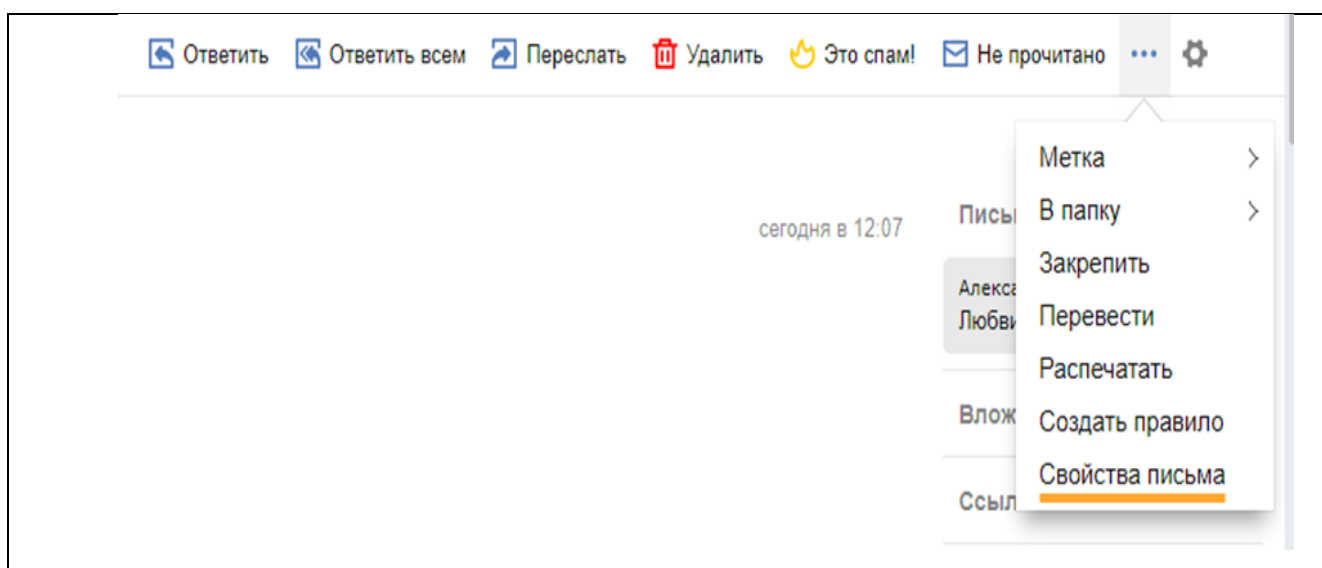 Ответить Ответить всем Переслать Удалить Это спам! Не прочитано
Метка
сегодня в 12:07
В папку
Закрепить
Перевести
Распечатать
Создать правило
Свойства письма